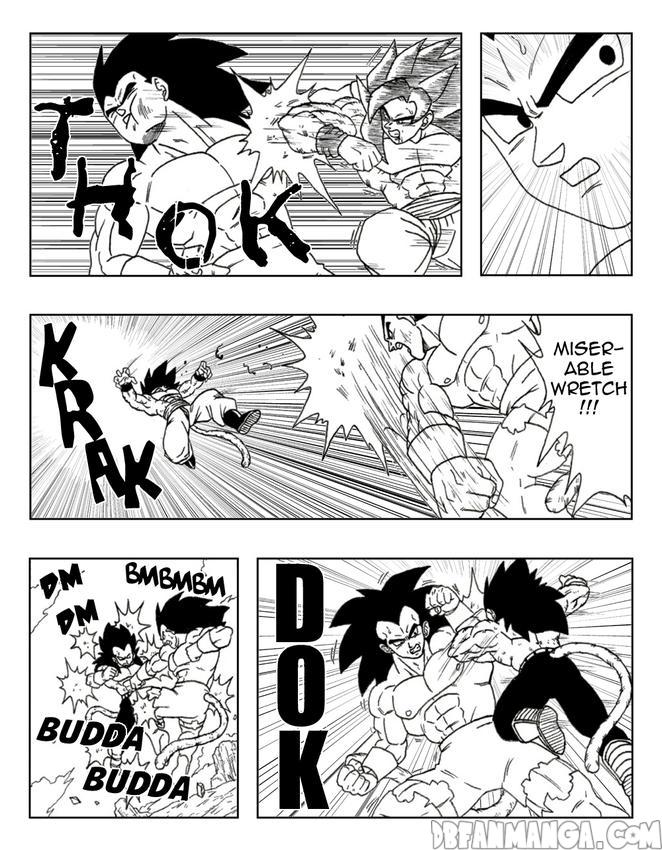 THOK
MISER-
ABLE
WRETCH
!!!
KRAK
DM
DM
BMBMBM
BUDDA
BUDDA
DOK
DBFANMANGA.COM